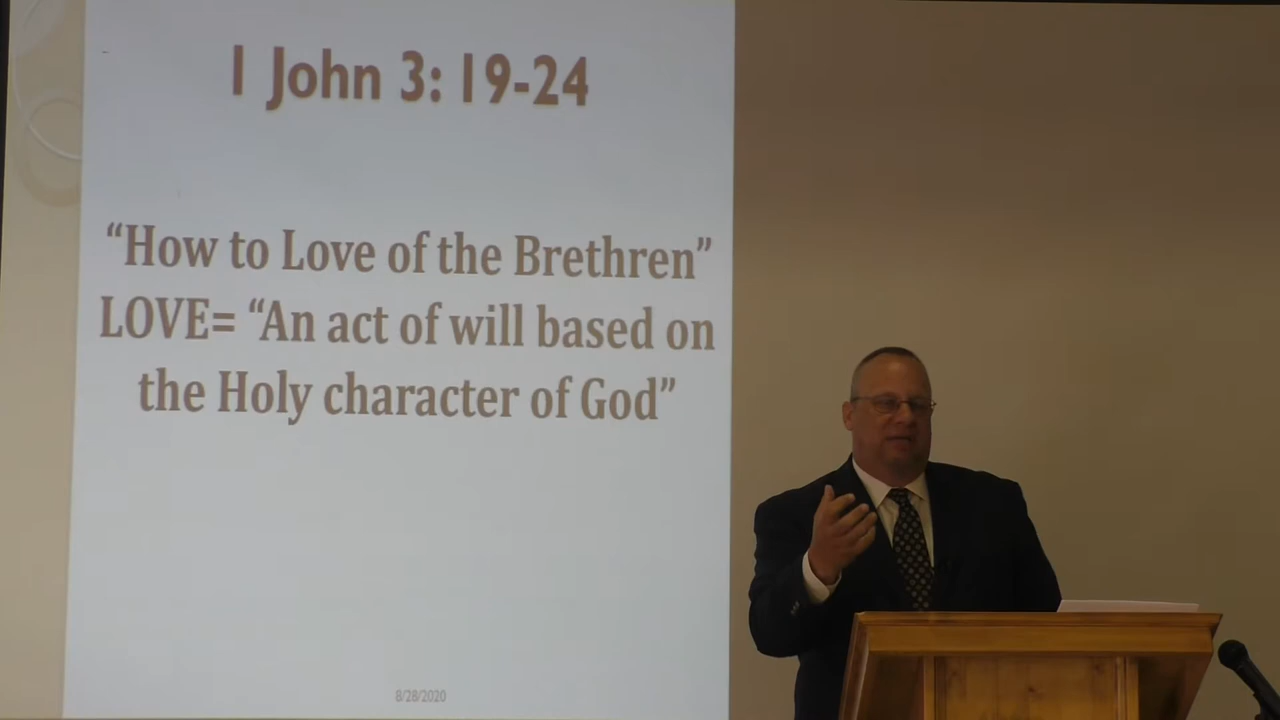 1 John 3: 19-24
“How to Love of the Brethren”
LOVE= “An act of will based on
the Holy character of God”
8/28/2020